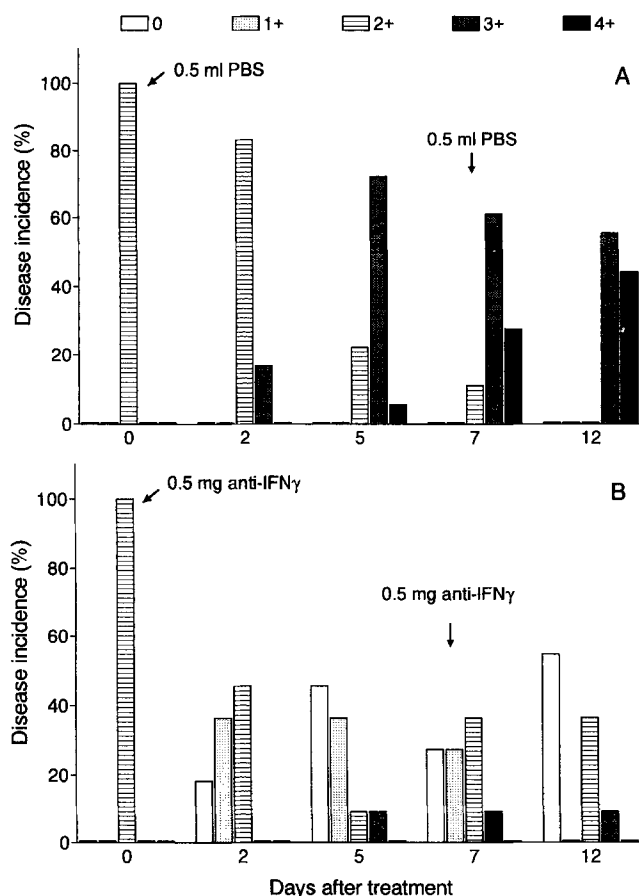 0 1+ 2+ 3+ 4+
A
0.5 ml PBS
0.5 ml PBS
Disease incidence (%)
100
80
60
40
20
0
0 2 5 7 12
B
0.5 mg anti-IFNγ
0.5 mg anti-IFNγ
Disease incidence (%)
100
80
60
40
20
0
0 2 5 7 12
Days after treatment